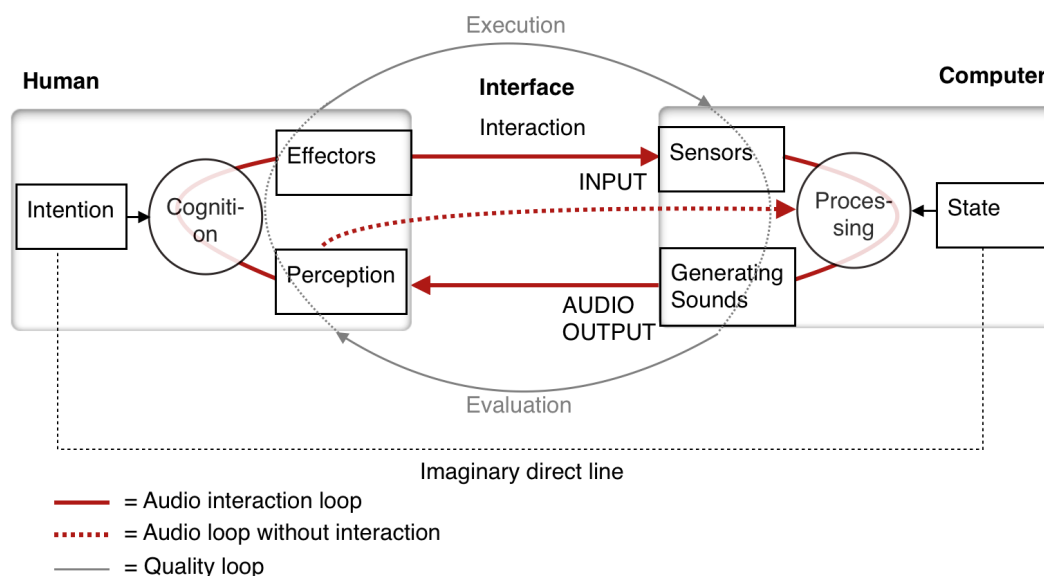 Execution
Human
Interface
Computer
Interaction
Effectors
Sensors
INPUT
Intention
Cogniti-
on
Proces-
sing
State
Perception
Generating
Sounds
AUDIO
OUTPUT
Evaluation
Imaginary direct line
= Audio interaction loop
= Audio loop without interaction
= Quality loop